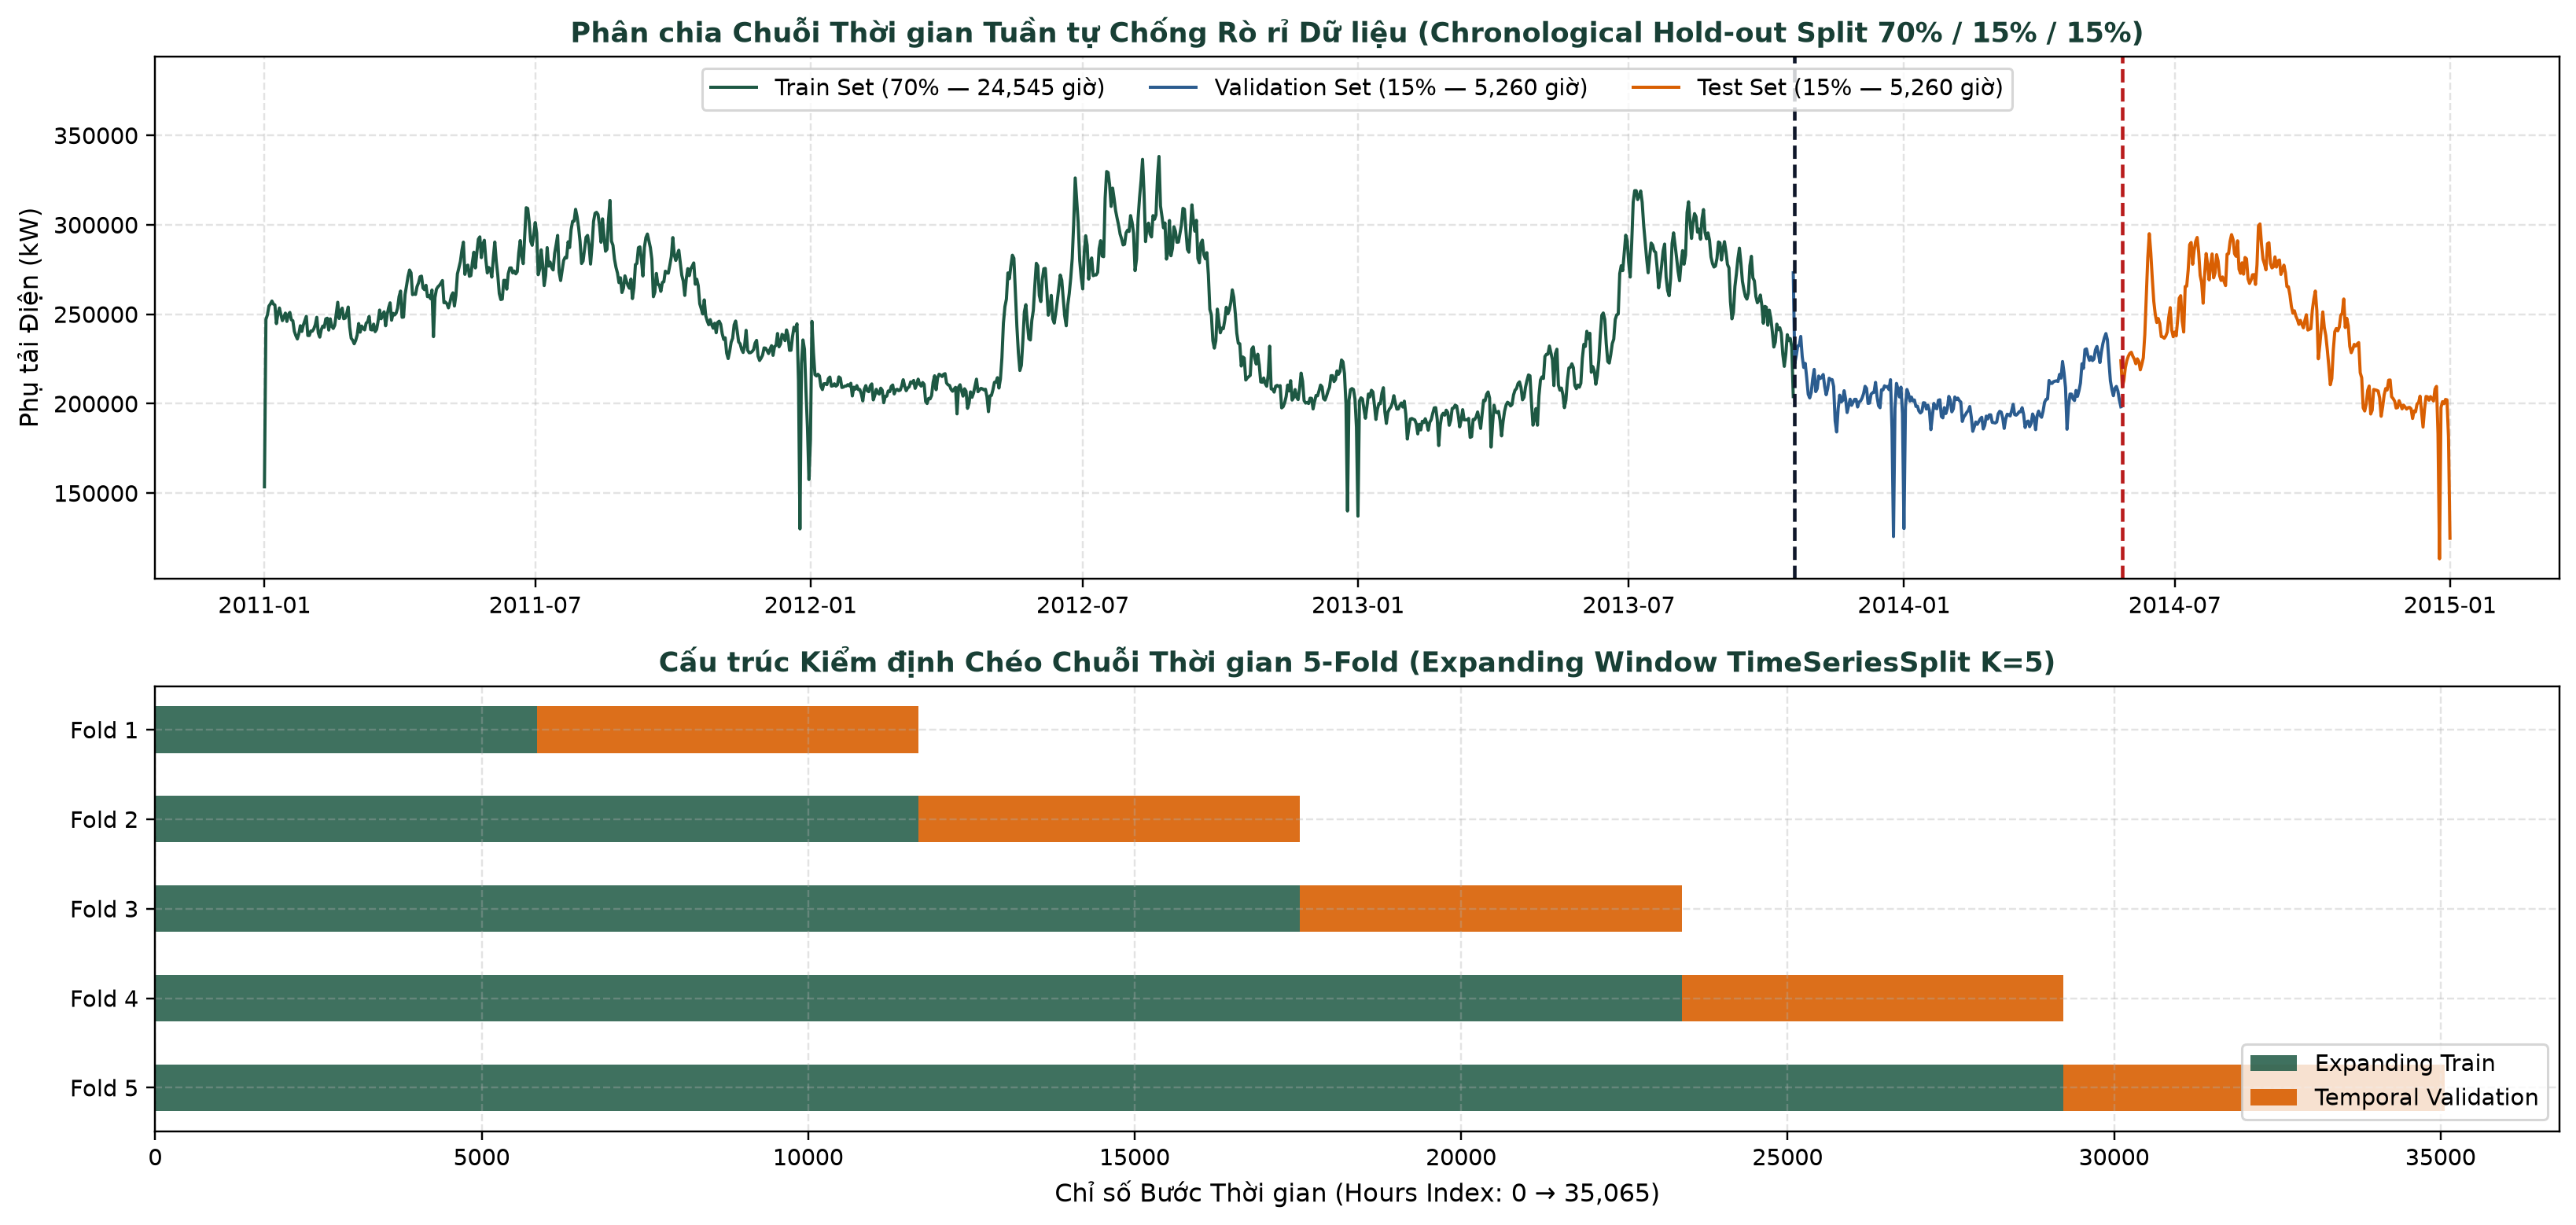 Phân chia Chuỗi Thời gian Tuần tự Chống Rò rỉ Dữ liệu (Chronological Hold-out Split 70% / 15% / 15%)
Train Set (70% — 24,545 giờ) Validation Set (15% — 5,260 giờ) Test Set (15% — 5,260 giờ)
Phụ tải Điện (kW)
350000
300000
250000
200000
150000
2011-01 2011-07 2012-01 2012-07 2013-01 2013-07 2014-01 2014-07 2015-01
Cấu trúc Kiểm định Chéo Chuỗi Thời gian 5-Fold (Expanding Window TimeSeriesSplit K=5)
Fold 1
Fold 2
Fold 3
Fold 4
Fold 5
Expanding Train
Temporal Validation
0 5000 10000 15000 20000 25000 30000 35000
Chỉ số Bước Thời gian (Hours Index: 0 → 35,065)